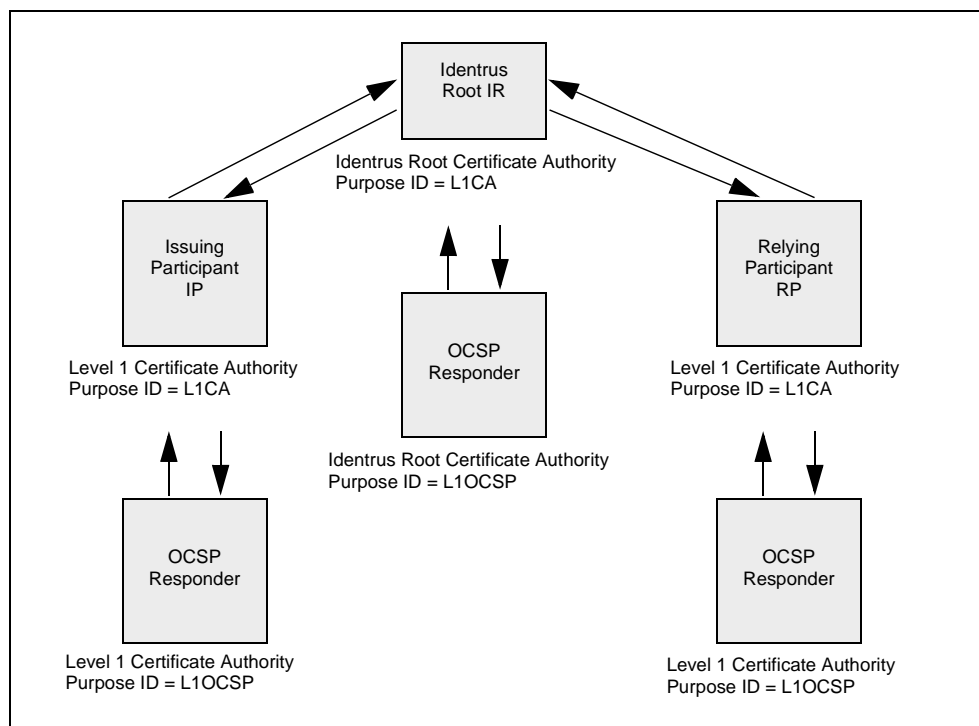 Identrus
Root IR
Identrus Root Certificate Authority
Purpose ID = L1CA
Issuing
Participant
IP
Level 1 Certificate Authority
Purpose ID = L1CA
Relying
Participant
RP
Level 1 Certificate Authority
Purpose ID = L1CA
OCSP
Responder
Identrus Root Certificate Authority
Purpose ID = L1OCSP
OCSP
Responder
Level 1 Certificate Authority
Purpose ID = L1OCSP
OCSP
Responder
Level 1 Certificate Authority
Purpose ID = L1OCSP